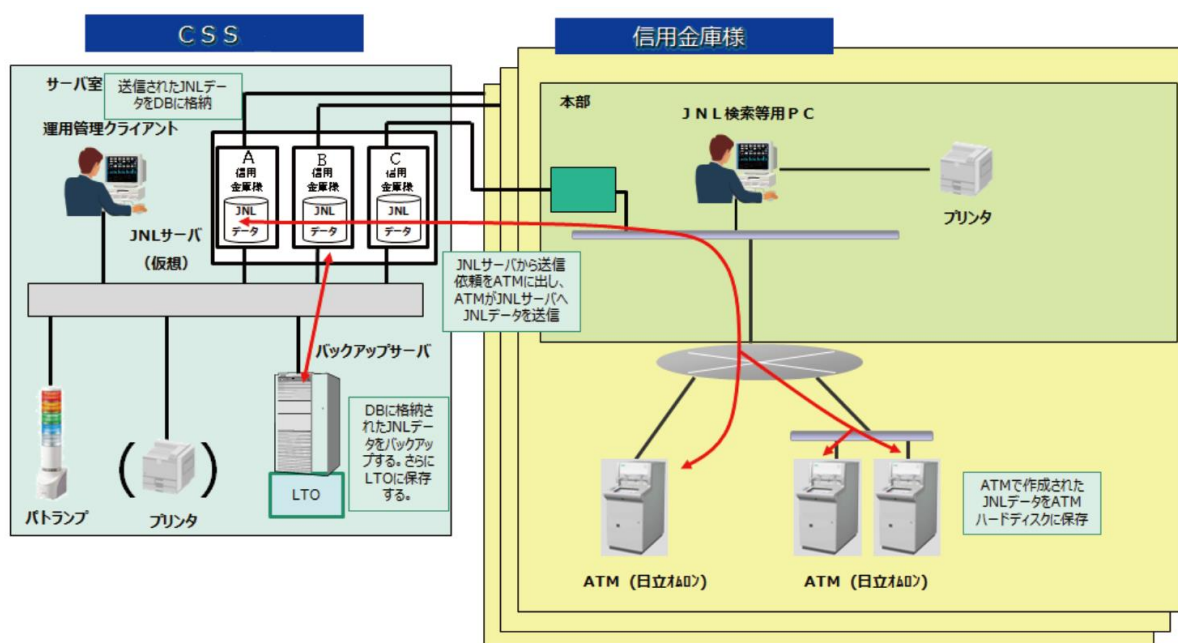 CSS
信用金庫様
サーバ室
送信されたJNLデー
タをDBに格納
運用管理クライアント
A
信用
金庫様
JNL
データ
B
信用
金庫様
JNL
データ
C
信用
金庫様
JNL
データ
JNLサーバ
(仮想)
本部
JNL検索等用PC
プリンタ
JNLサーバから送信
依頼をATMに出し、
ATMがJNLサーバへ
JNLデータを送信
バックアップサーバ
DBに格納さ
れたJNLデー
タをバックアッ
プする。さらに
LTOに保存
する。
LTO
パトランプ
(プリンタ)
ATMで作成された
JNLデータをATM
ハードディスクに保存
ATM (日立オムロン)
ATM (日立オムロン)